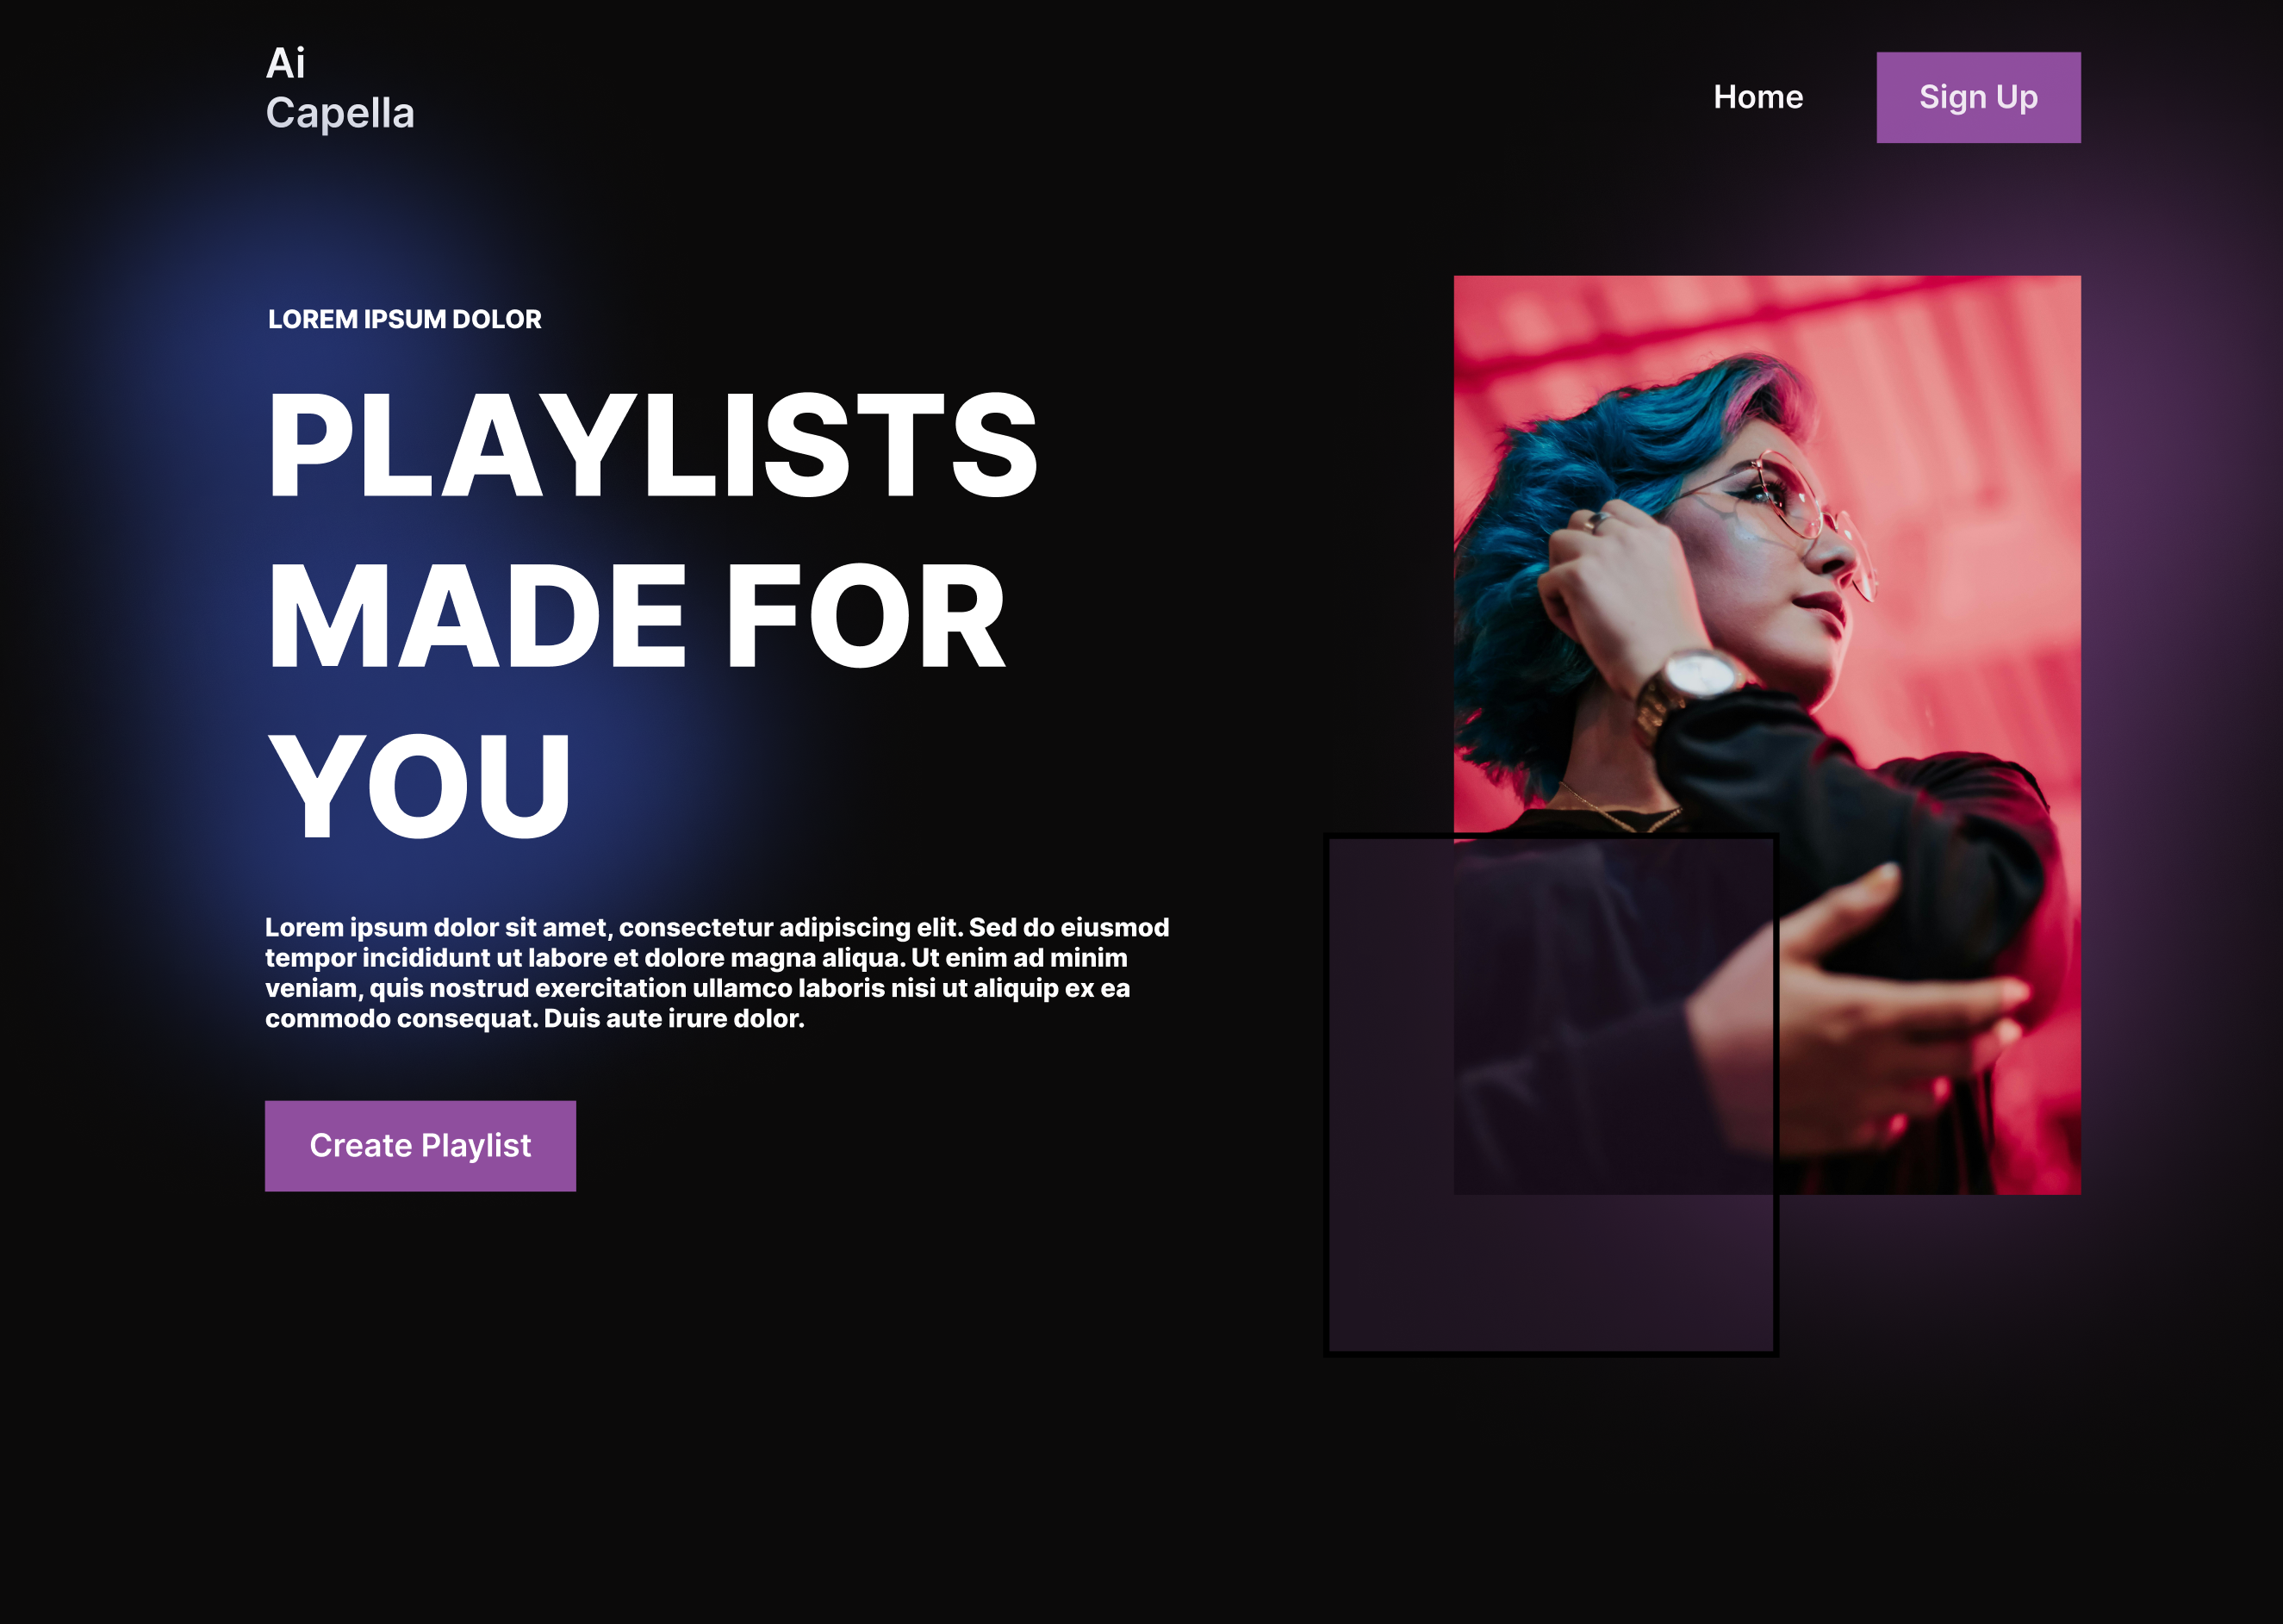 Ai
Capella
Home
Sign Up
LOREM IPSUM DOLOR
PLAYLISTS
MADE FOR
YOU
Lorem ipsum dolor sit amet, consectetur adipiscing elit. Sed do eiusmod
tempor incididunt ut labore et dolore magna aliqua. Ut enim ad minim
veniam, quis nostrud exercitation ullamco laboris nisi ut aliquip ex ea
commodo consequat. Duis aute irure dolor.
Create Playlist